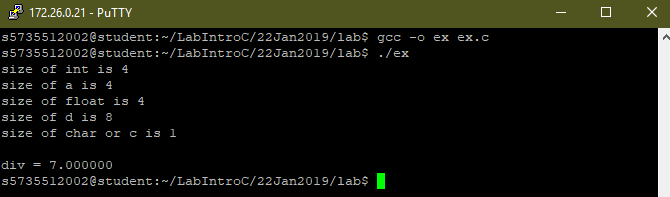 172.26.0.21 - PuTTY
s5735512002@student:~/LabIntroC/22Jan2019/lab$ gcc -o ex ex.c
s5735512002@student:~/LabIntroC/22Jan2019/lab$ ./ex
size of int is 4
size of a is 4
size of float is 4
size of d is 8
size of char or c is 1
div = 7.000000
s5735512002@student:~/LabIntroC/22Jan2019/lab$